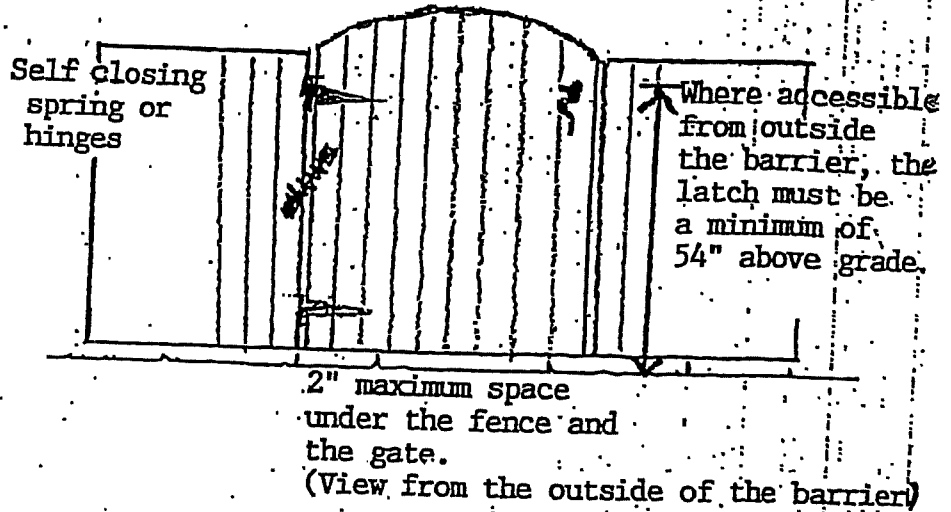 Self closing
spring or
hinges
Where accessible
from outside
the barrier, the
latch must be
a minimum of
54" above grade.
2" maximum space
under the fence and
the gate.
(View from the outside of the barrier)